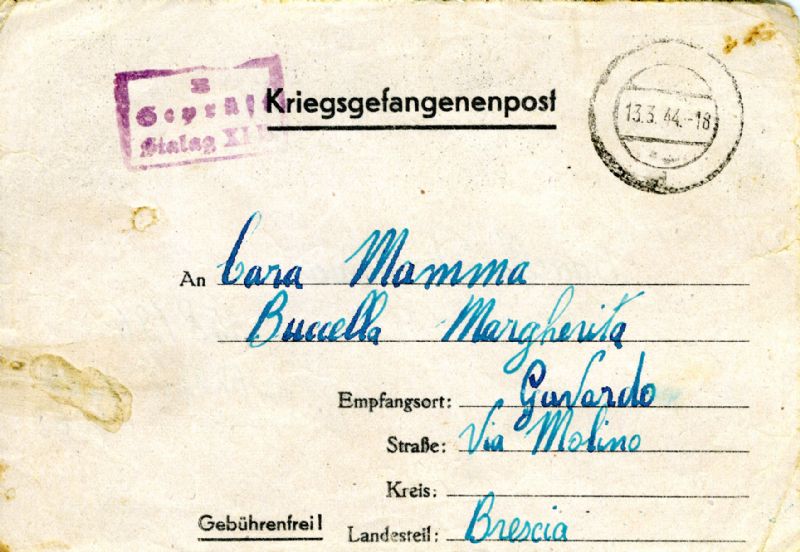 Geprüft
Stalag
Kriegsgefangenenpost
13.3.44.-18
An Cara Mamma
Buccella Margherita
Empfangsort: Gavardo
Straße: Via Molino
Kreis:
Gebührenfrei!
Landesteil: Brescia